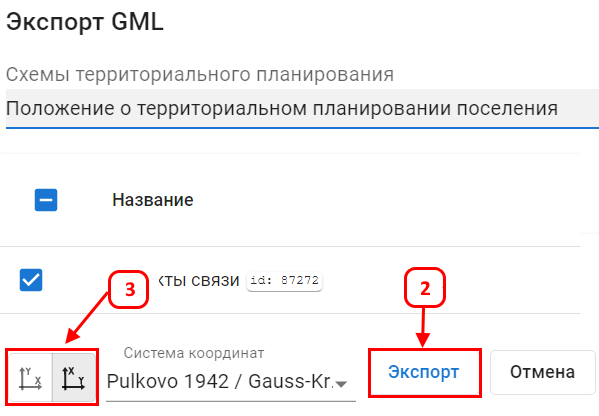 Экспорт GML
Схемы территориального планирования
Положение о территориальном планировании поселения
Название
кты связи id: 87272
3
2
Y X
X Y
Система координат
Pulkovo 1942 / Gauss-Kr.
Экспорт
Отмена